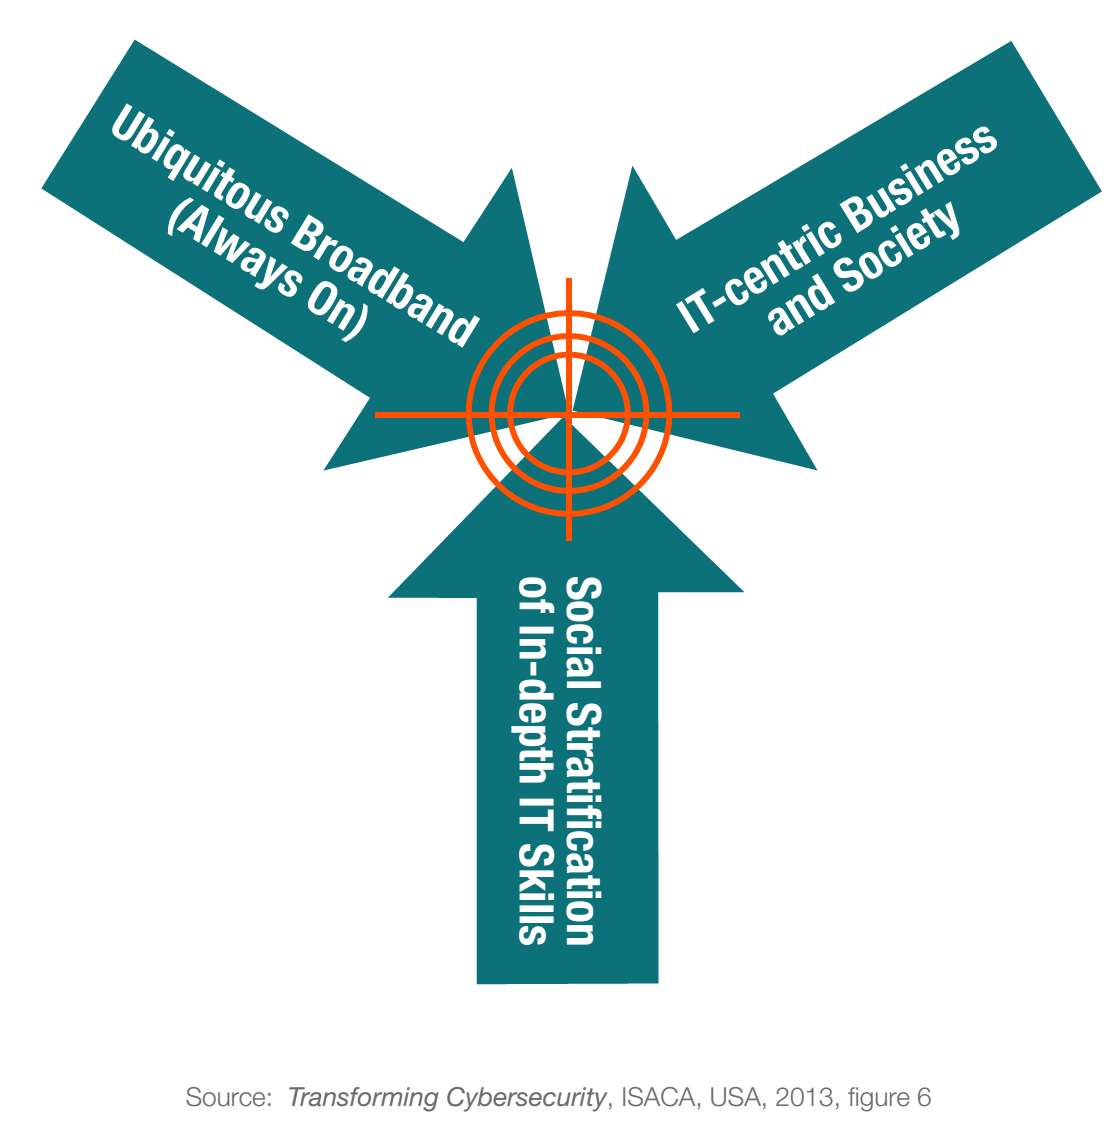 Ubiquitous Broadband
(Always On)
IT-centric Business
and Society
Social Stratification
of In-depth IT Skills
Source: Transforming Cybersecurity, ISACA, USA, 2013, figure 6